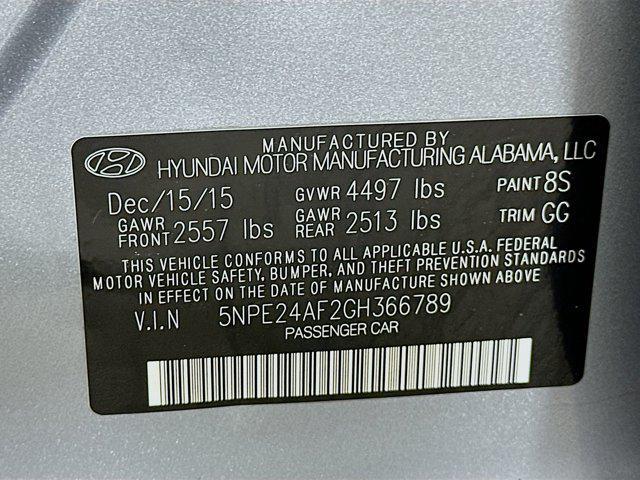 MANUFACTURED BY
HYUNDAI MOTOR MANUFACTURING ALABAMA, LLC
Dec/15/15 GVWR 4497 lbs PAINT 8S
GAWR FRONT 2557 lbs GAWR REAR 2513 lbs TRIM GG
THIS VEHICLE CONFORMS TO ALL APPLICABLE U.S.A. FEDERAL
MOTOR VEHICLE SAFETY, BUMPER, AND THEFT PREVENTION STANDARDS
IN EFFECT ON THE DATE OF MANUFACTURE SHOWN ABOVE
V.I.N 5NPE24AF2GH366789
PASSENGER CAR